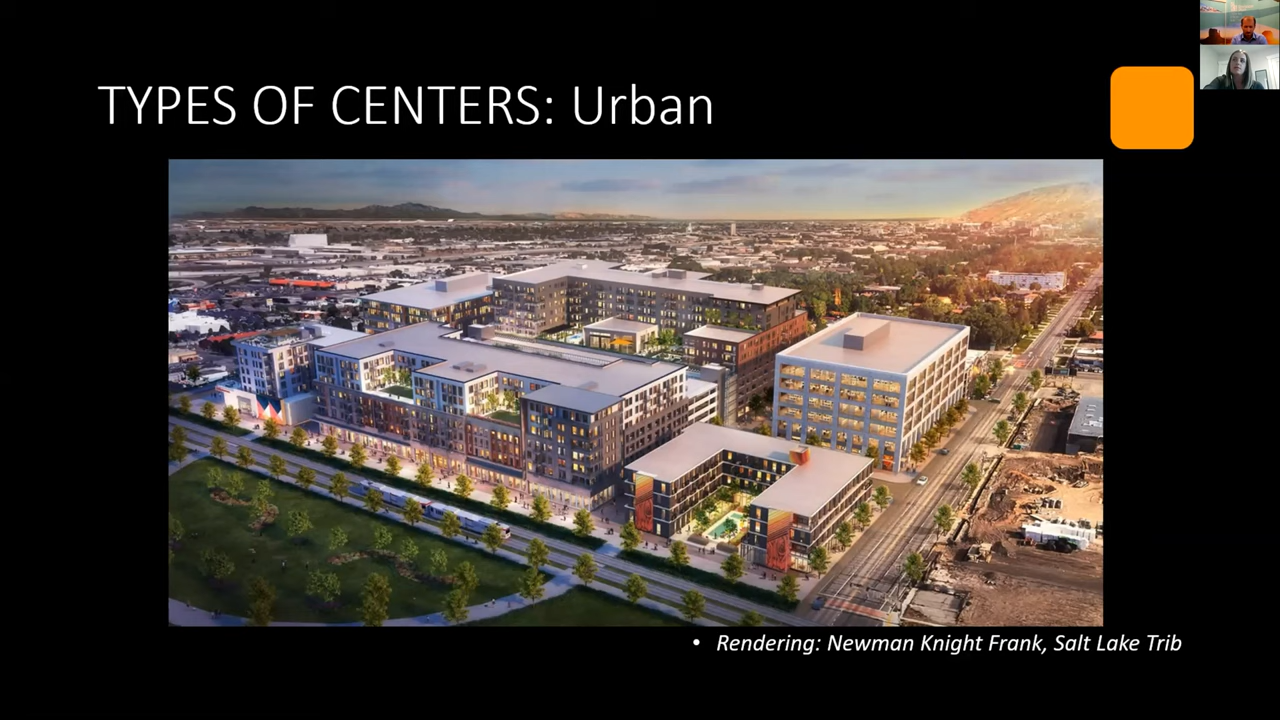 TYPES OF CENTERS: Urban
• Rendering: Newman Knight Frank, Salt Lake Trib